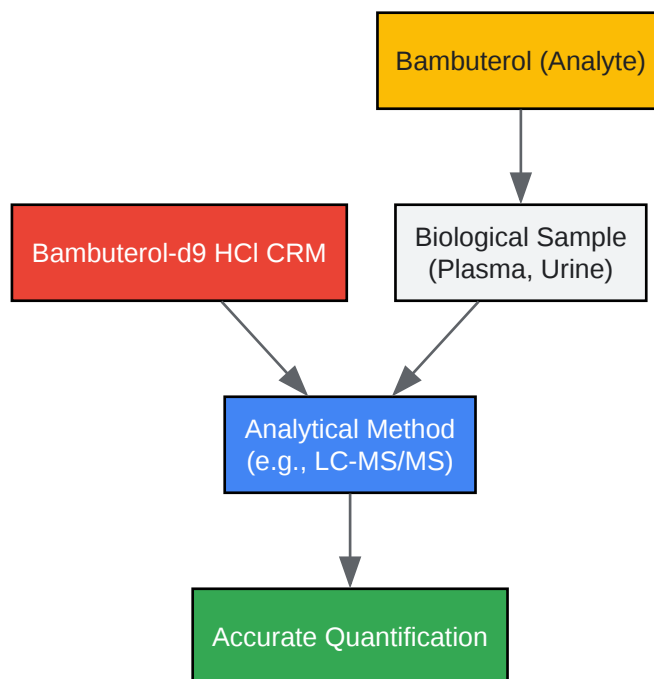 Bambuterol (Analyte)
Bambuterol-d9 HCl CRM
Biological Sample
(Plasma, Urine)
Analytical Method
(e.g., LC-MS/MS)
Accurate Quantification